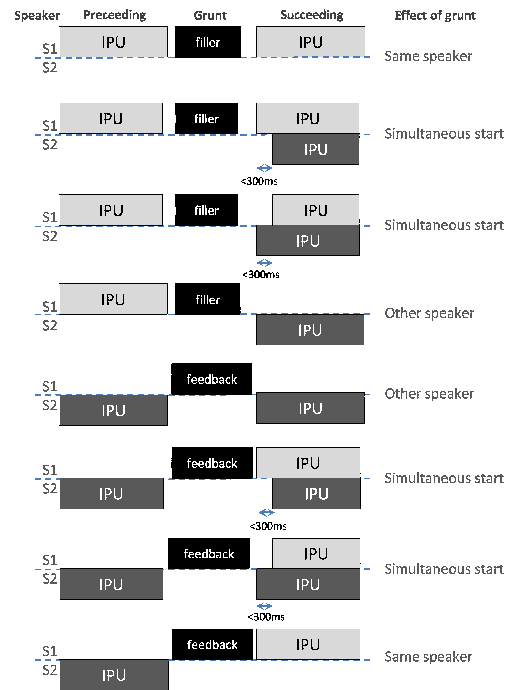 Speaker Preceeding Grunt Succeeding Effect of grunt
S1 IPU filler IPU
S2 Same speaker
S1 IPU filler IPU
S2 IPU Simultaneous start
<300ms
S1 IPU filler IPU
S2 IPU Simultaneous start
<300ms
S1 IPU filler
S2 IPU Other speaker
S1 feedback
S2 IPU IPU Other speaker
S1 feedback IPU
S2 IPU IPU Simultaneous start
<300ms
S1 feedback IPU
S2 IPU IPU Simultaneous start
<300ms
S1 feedback IPU
S2 IPU Same speaker